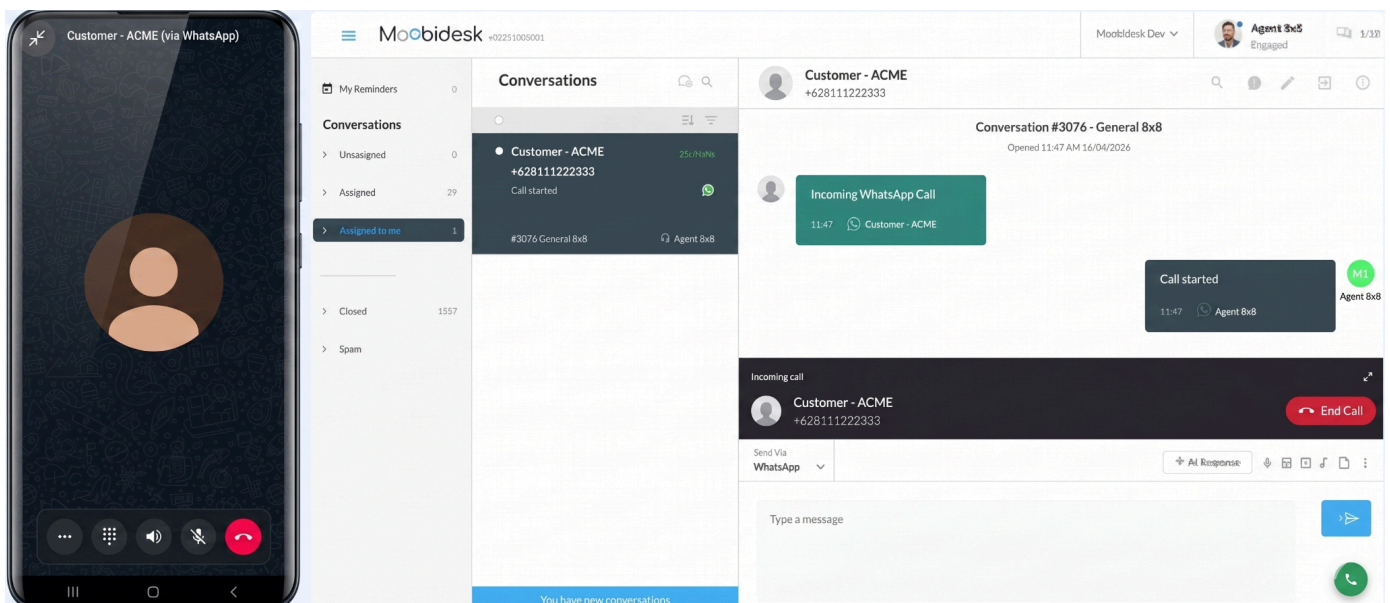 Customer - ACME (via WhatsApp)
Moobidesk +02251005001
My Reminders 0
Conversations
Unsasigned 0
Assigned 29
Assigned to me 1
Closed 1557
Spam
Conversations
Customer - ACME
+628111222333
Call started
#3076 General 8x8 Agent 8x8
You have new conversations
Dev
Engaged
Customer - ACME
+628111222333
Conversation #3076 - General 8x8
Opened 11:47 AM 16/04/2026
Incoming WhatsApp Call
11:47 Customer - ACME
Call started
11:47 Agent 8x8
M1
Agent 8x8
Incoming call
Customer - ACME
+628111222333
End Call
Send Via
WhatsApp
AI
Type a message